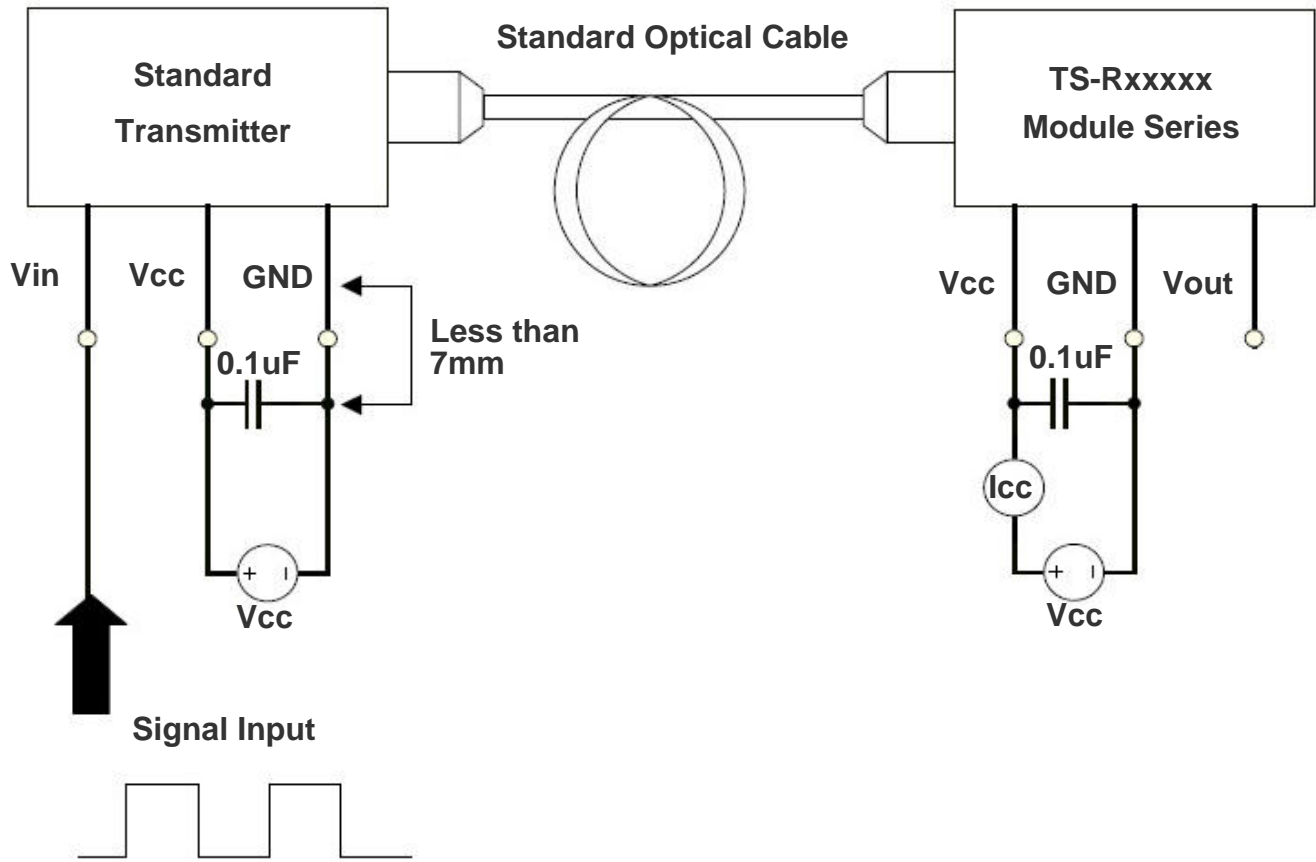 Standard Optical Cable
Standard
Transmitter
TS-Rxxxxx
Module Series
Vin
Vcc
GND
Less than
7mm
0.1uF
+
-
Vcc
Vcc
GND
Vout
0.1uF
Icc
+
-
Vcc
Signal Input